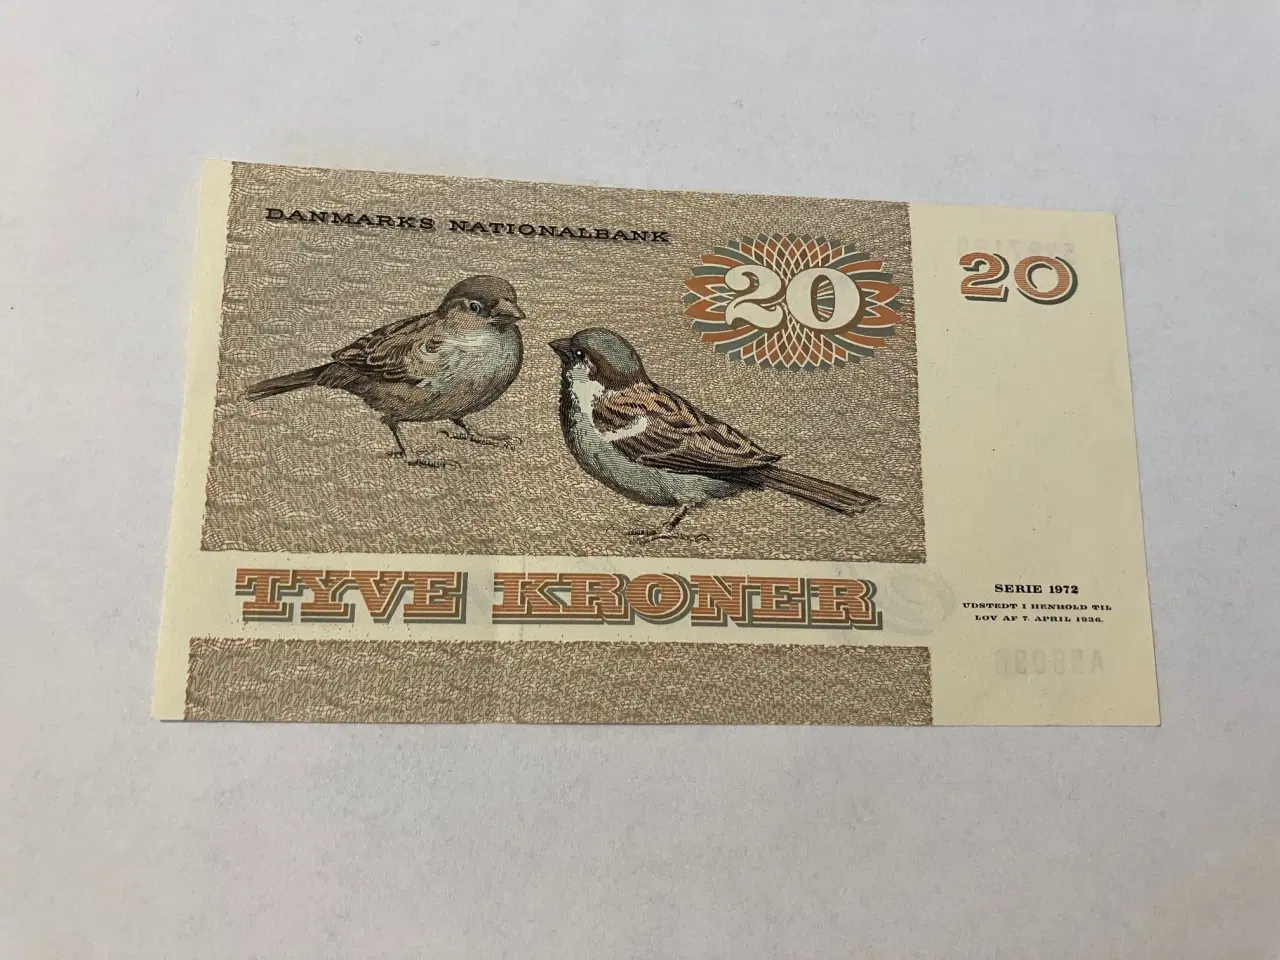 DANMARKS NATIONALBANK
20
20
TYVE KRONER
SERIE 1972
UDSTEDT I HENHOLD TIL
LOV AF 7. APRIL 1936.